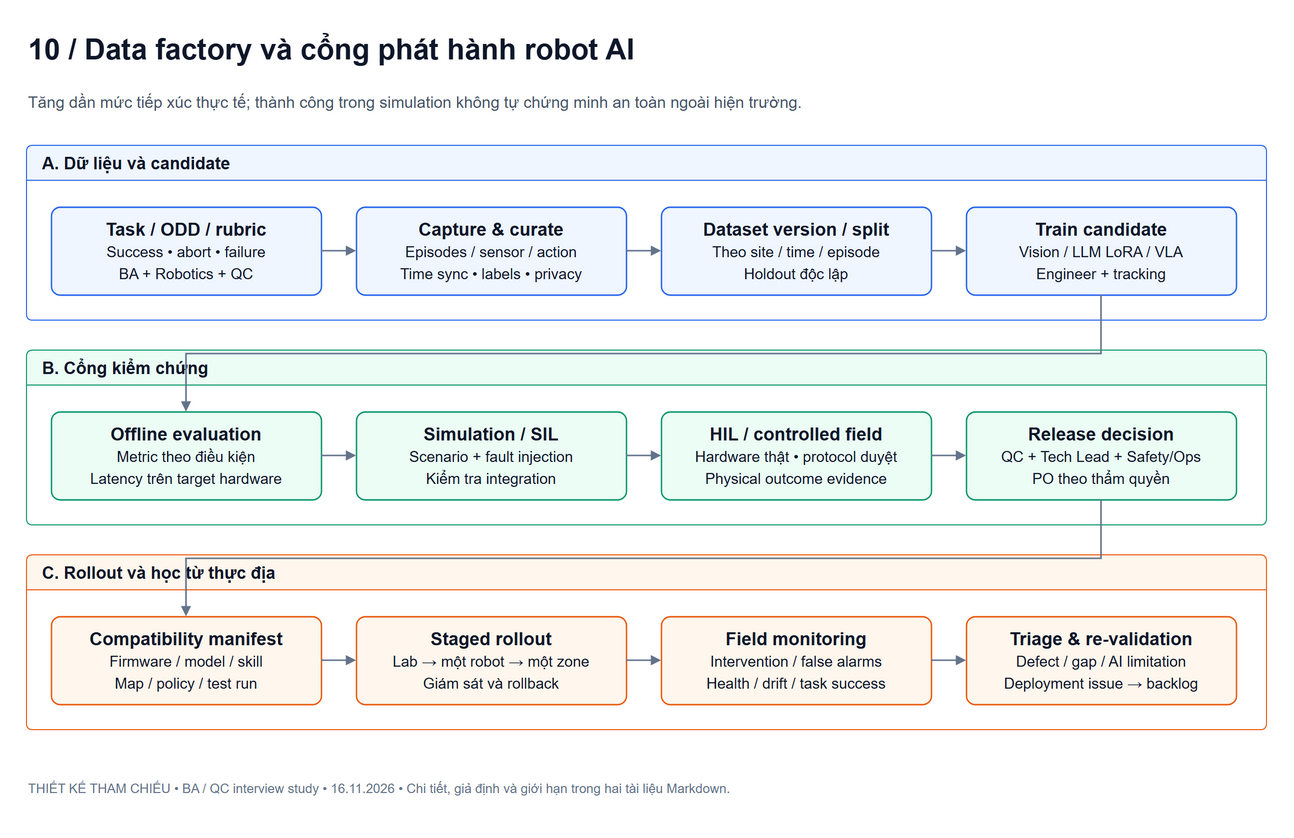 10 / Data factory và cổng phát hành robot AI
Tăng dần mức tiếp xúc thực tế; thành công trong simulation không tự chứng minh an toàn ngoài hiện trường.
A. Dữ liệu và candidate
Task / ODD / rubric
Success • abort • failure
BA + Robotics + QC
Capture & curate
Episodes / sensor / action
Time sync • labels • privacy
Dataset version / split
Theo site / time / episode
Holdout độc lập
Train candidate
Vision / LLM LoRA / VLA
Engineer + tracking
B. Cổng kiểm chứng
Offline evaluation
Metric theo điều kiện
Latency trên target hardware
Simulation / SIL
Scenario + fault injection
Kiểm tra integration
HIL / controlled field
Hardware thật • protocol duyệt
Physical outcome evidence
Release decision
QC + Tech Lead + Safety/Ops
PO theo thẩm quyền
C. Rollout và học từ thực địa
Compatibility manifest
Firmware / model / skill
Map / policy / test run
Staged rollout
Lab → một robot → một zone
Giám sát và rollback
Field monitoring
Intervention / false alarms
Health / drift / task success
Triage & re-validation
Defect / gap / AI limitation
Deployment issue → backlog
THIẾT KẾ THAM CHIẾU • BA / QC interview study • 16.11.2026 • Chi tiết, giả định và giới hạn trong hai tài liệu Markdown.